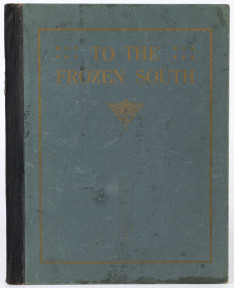 TO THE
FROZEN SOUTH